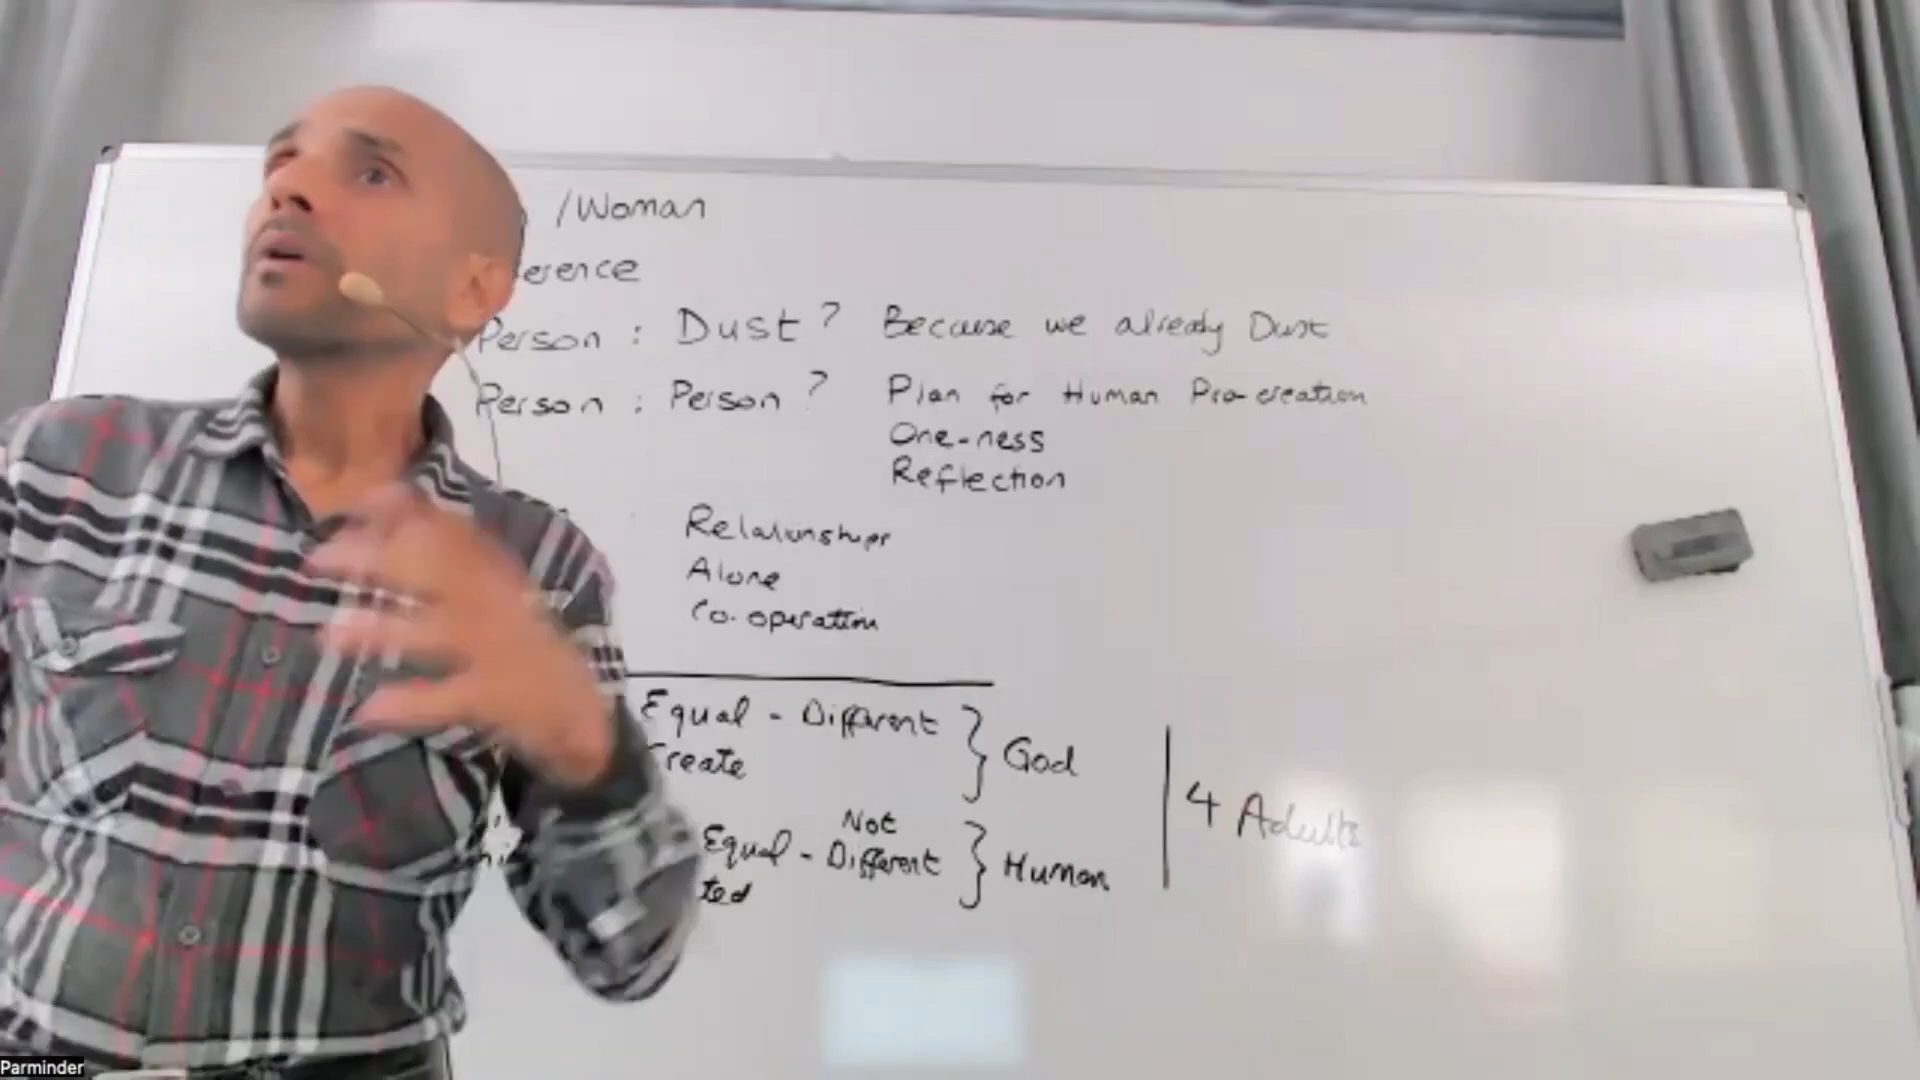 /Woman
erence
Person : Dust? Because we already Dust
Person : Person? Plan for Human Pro-creation
One-ness
Reflection
Relationships
Alone
Co-operation
Equal - Different } God
Create
4 Adults
Not
Equal - Different } Human
ted
Parminder